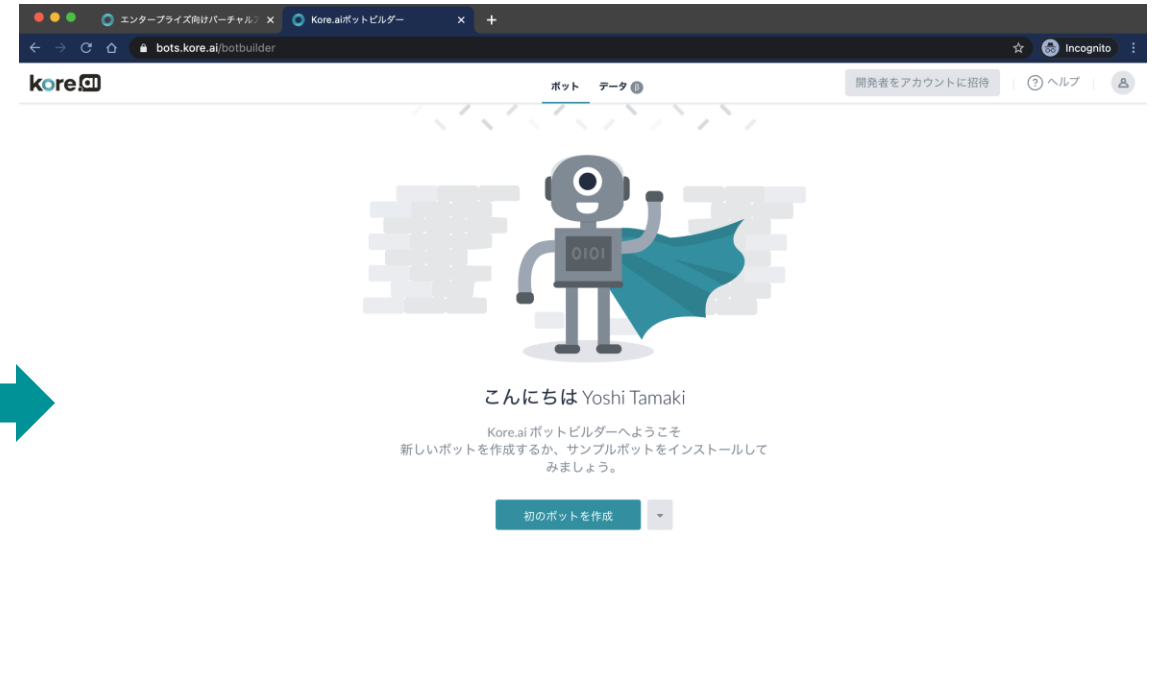 エンタープライズ向けバーチャルア
Kore.aiボットビルダー
bots.kore.ai/botbuilder
Incognito
kore.ai
ボット
データ β
開発者をアカウントに招待
? ヘルプ
0101
こんにちは Yoshi Tamaki
Kore.ai ボットビルダーへようこそ
新しいボットを作成するか、サンプルボットをインストールして
みましょう。
初のボットを作成